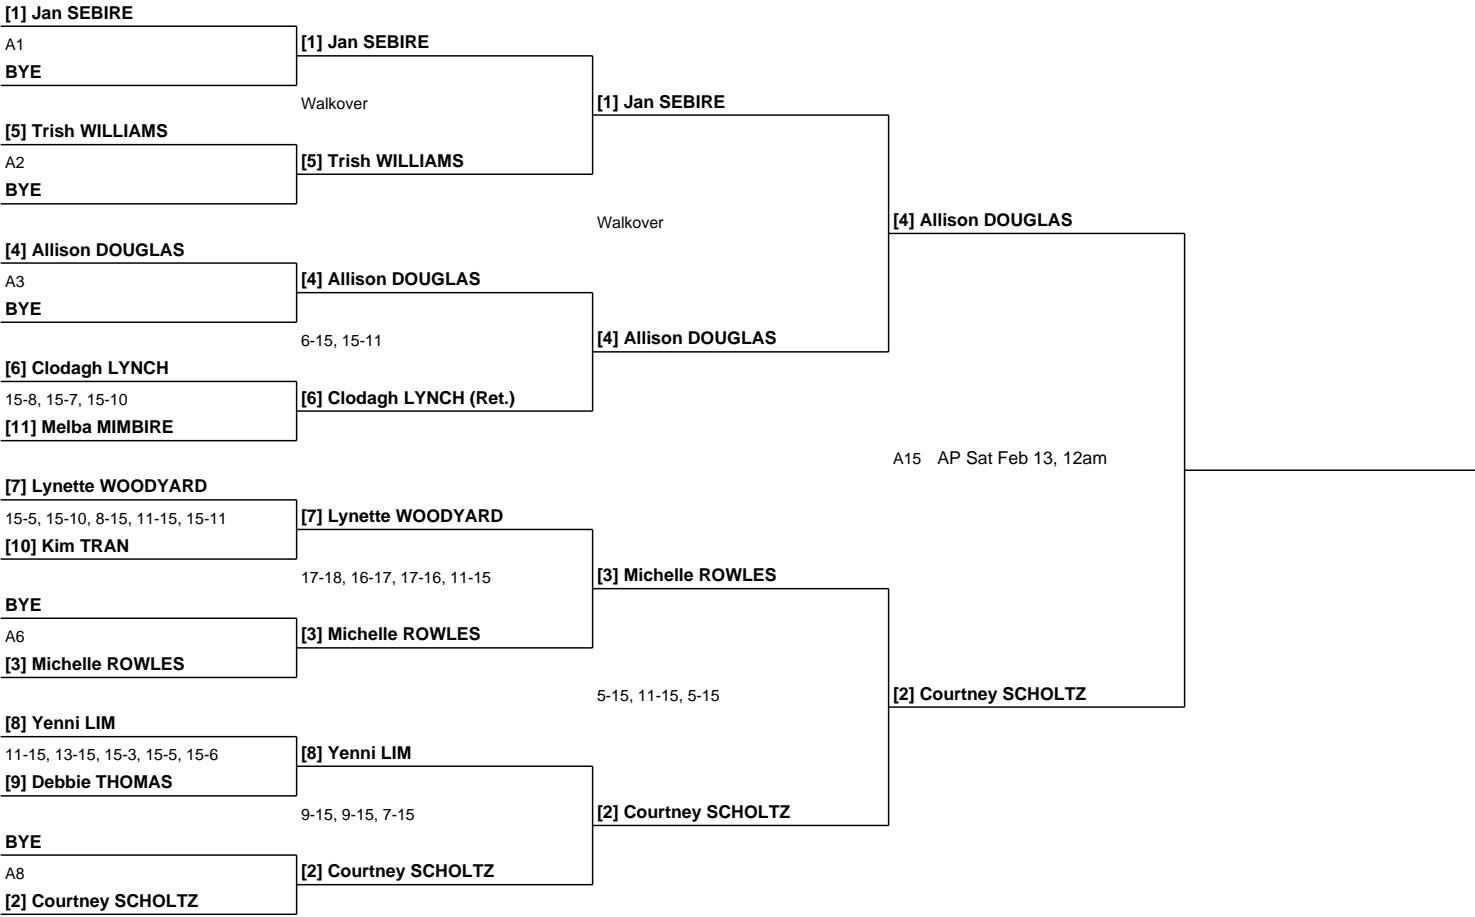 [1] Jan SEBIRE
A1
BYE
[5] Trish WILLIAMS
A2
BYE
[4] Allison DOUGLAS
A3
BYE
[6] Clodagh LYNCH
15-8, 15-7, 15-10
[11] Melba MIMBIRE
[7] Lynette WOODYARD
15-5, 15-10, 8-15, 11-15, 15-11
[10] Kim TRAN
BYE
A6
[3] Michelle ROWLES
[8] Yenni LIM
11-15, 13-15, 15-3, 15-5, 15-6
[9] Debbie THOMAS
BYE
A8
[2] Courtney SCHOLTZ
[1] Jan SEBIRE
Walkover
[5] Trish WILLIAMS
[4] Allison DOUGLAS
6-15, 15-11
[6] Clodagh LYNCH (Ret.)
[7] Lynette WOODYARD
17-18, 16-17, 17-16, 11-15
[3] Michelle ROWLES
[8] Yenni LIM
9-15, 9-15, 7-15
[2] Courtney SCHOLTZ
[1] Jan SEBIRE
Walkover
[4] Allison DOUGLAS
[3] Michelle ROWLES
5-15, 11-15, 5-15
[2] Courtney SCHOLTZ
[4] Allison DOUGLAS
A15 AP Sat Feb 13, 12am
[2] Courtney SCHOLTZ